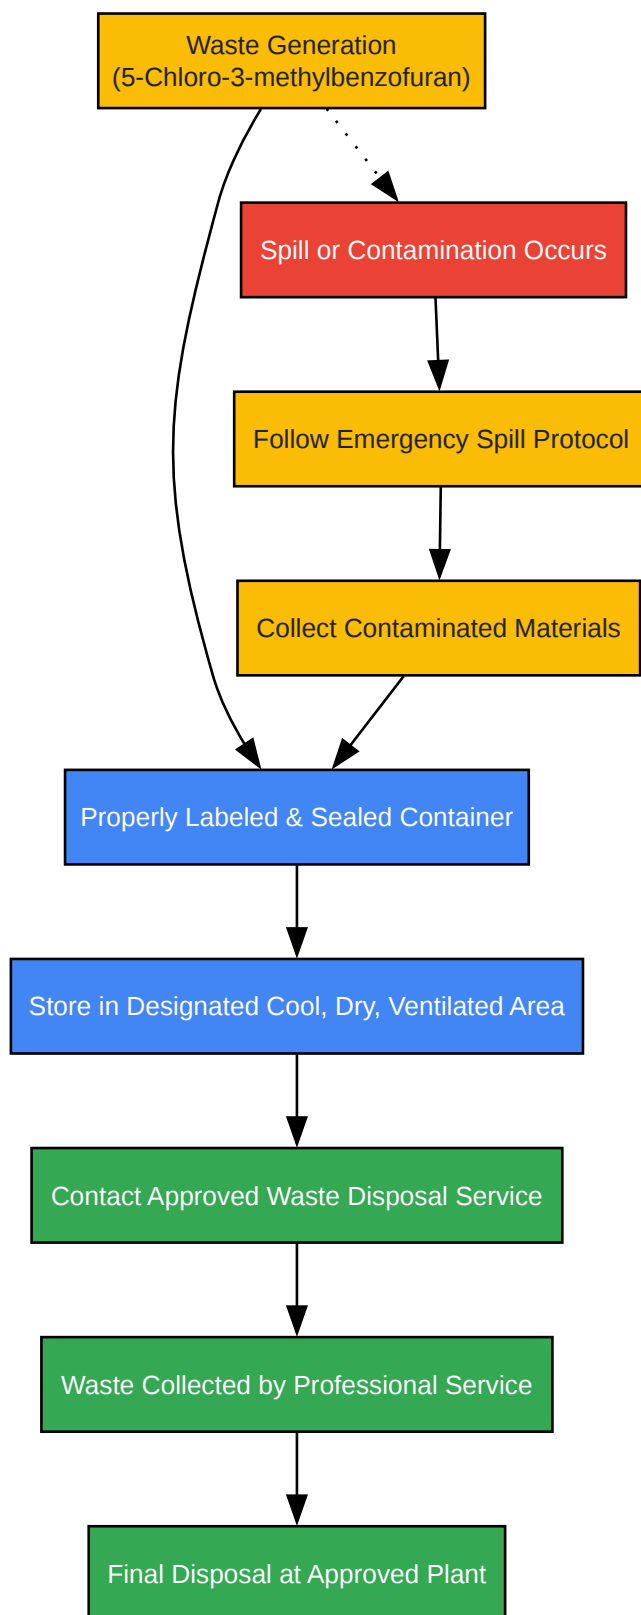 Waste Generation
(5-Chloro-3-methylbenzofuran)
Spill or Contamination Occurs
Follow Emergency Spill Protocol
Collect Contaminated Materials
Properly Labeled & Sealed Container
Store in Designated Cool, Dry, Ventilated Area
Contact Approved Waste Disposal Service
Waste Collected by Professional Service
Final Disposal at Approved Plant